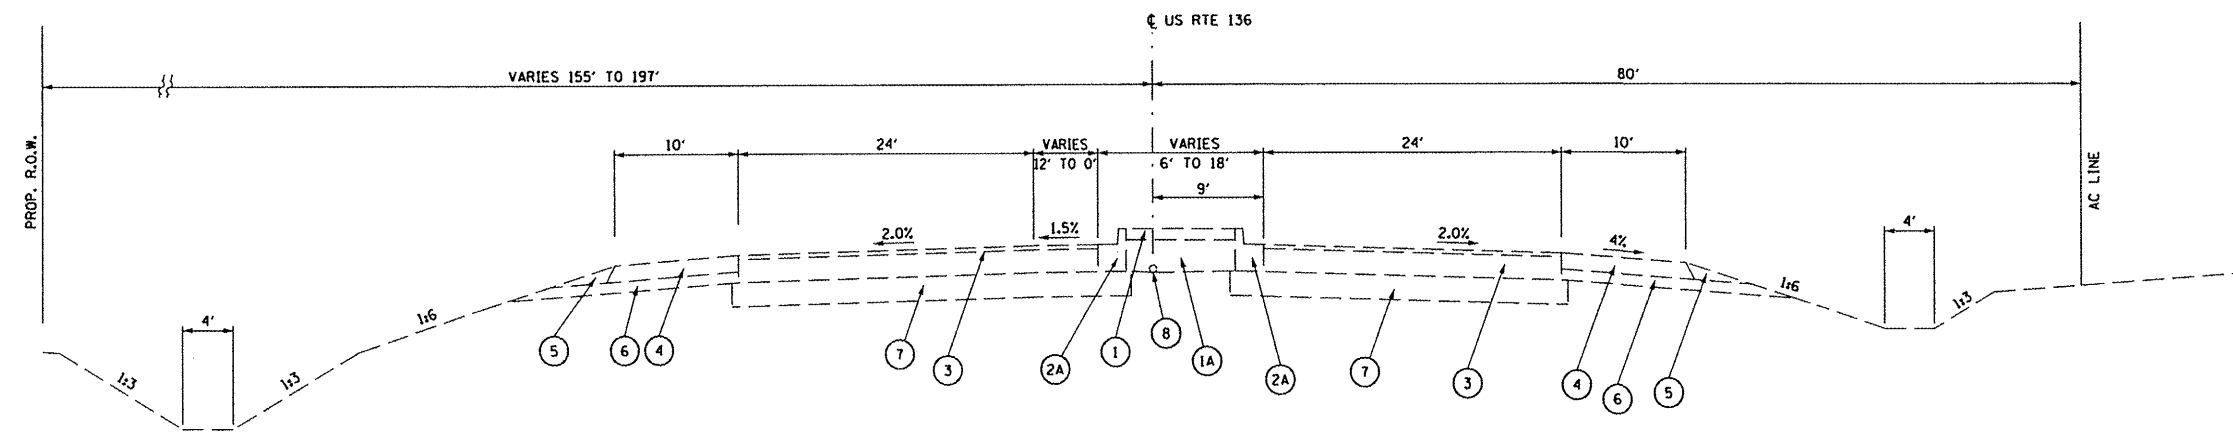 ℄ US RTE 136
VARIES 155' TO 197'
80'
PROP. R.O.W.
AC LINE
10'
24'
VARIES
12' TO 0'
VARIES
6' TO 18'
24'
10'
9'
4'
2.0%
1.5%
2.0%
4%
4'
1:6
1:6
1:3
1:3
1:3
5
6
4
7
3
2A
1
8
1A
2A
7
3
4
6
5